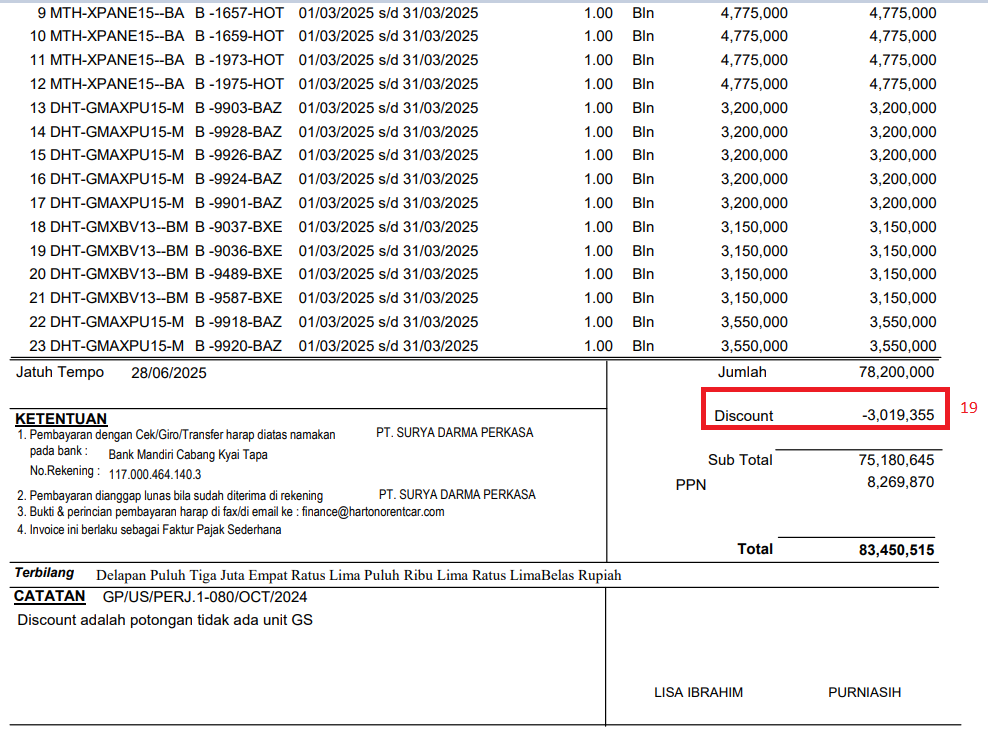 9 MTH-XPANE15--BA B -1657-HOT 01/03/2025 s/d 31/03/2025 1.00 Bln 4,775,000 4,775,000
10 MTH-XPANE15--BA B -1659-HOT 01/03/2025 s/d 31/03/2025 1.00 Bln 4,775,000 4,775,000
11 MTH-XPANE15--BA B -1973-HOT 01/03/2025 s/d 31/03/2025 1.00 Bln 4,775,000 4,775,000
12 MTH-XPANE15--BA B -1975-HOT 01/03/2025 s/d 31/03/2025 1.00 Bln 4,775,000 4,775,000
13 DHT-GMAXPU15-M B -9903-BAZ 01/03/2025 s/d 31/03/2025 1.00 Bln 3,200,000 3,200,000
14 DHT-GMAXPU15-M B -9928-BAZ 01/03/2025 s/d 31/03/2025 1.00 Bln 3,200,000 3,200,000
15 DHT-GMAXPU15-M B -9926-BAZ 01/03/2025 s/d 31/03/2025 1.00 Bln 3,200,000 3,200,000
16 DHT-GMAXPU15-M B -9924-BAZ 01/03/2025 s/d 31/03/2025 1.00 Bln 3,200,000 3,200,000
17 DHT-GMAXPU15-M B -9901-BAZ 01/03/2025 s/d 31/03/2025 1.00 Bln 3,200,000 3,200,000
18 DHT-GMXBV13--BM B -9037-BXE 01/03/2025 s/d 31/03/2025 1.00 Bln 3,150,000 3,150,000
19 DHT-GMXBV13--BM B -9036-BXE 01/03/2025 s/d 31/03/2025 1.00 Bln 3,150,000 3,150,000
20 DHT-GMXBV13--BM B -9489-BXE 01/03/2025 s/d 31/03/2025 1.00 Bln 3,150,000 3,150,000
21 DHT-GMXBV13--BM B -9587-BXE 01/03/2025 s/d 31/03/2025 1.00 Bln 3,150,000 3,150,000
22 DHT-GMAXPU15-M B -9918-BAZ 01/03/2025 s/d 31/03/2025 1.00 Bln 3,550,000 3,550,000
23 DHT-GMAXPU15-M B -9920-BAZ 01/03/2025 s/d 31/03/2025 1.00 Bln 3,550,000 3,550,000
Jatuh Tempo 28/06/2025
Jumlah 78,200,000
Discount -3,019,355 19
Sub Total 75,180,645
PPN 8,269,870
Total 83,450,515
KETENTUAN
1. Pembayaran dengan Cek/Giro/Transfer harap diatas namakan PT. SURYA DARMA PERKASA
pada bank : Bank Mandiri Cabang Kyai Tapa
No.Rekening : 117.000.464.140.3
2. Pembayaran dianggap lunas bila sudah diterima di rekening PT. SURYA DARMA PERKASA
3. Bukti & perincian pembayaran harap di fax/di email ke : finance@hartonorentcar.com
4. Invoice ini berlaku sebagai Faktur Pajak Sederhana
Terbilang Delapan Puluh Tiga Juta Empat Ratus Lima Puluh Ribu Lima Ratus LimaBelas Rupiah
CATATAN GP/US/PERJ.1-080/OCT/2024
Discount adalah potongan tidak ada unit GS
LISA IBRAHIM PURNIASIH